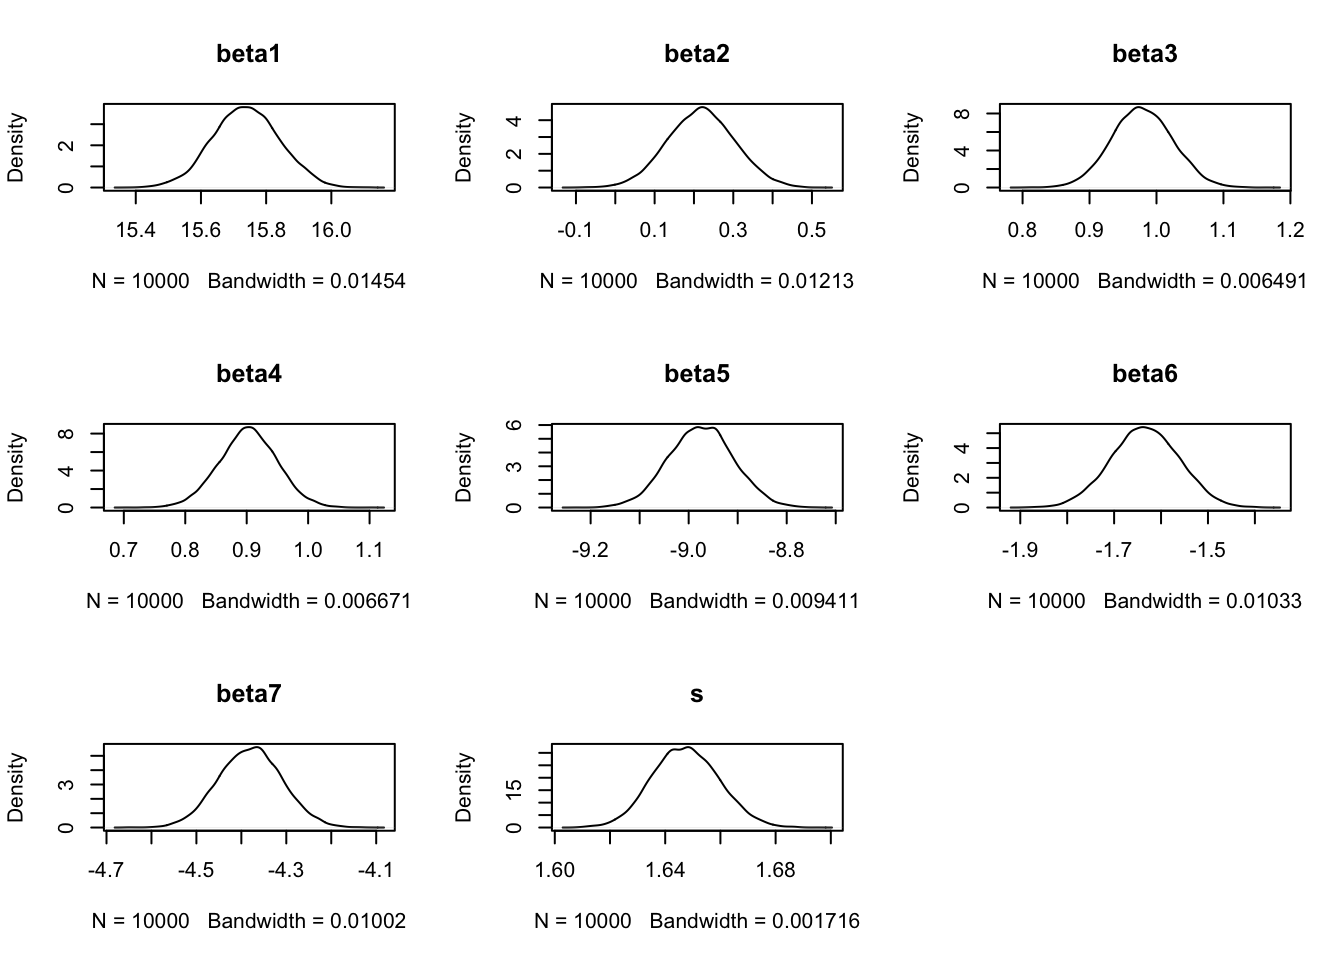 beta1
Density
0 2
15.4 15.6 15.8 16.0
N = 10000 Bandwidth = 0.01454
beta2
Density
0 2 4
-0.1 0.1 0.3 0.5
N = 10000 Bandwidth = 0.01213
beta3
Density
0 4 8
0.8 0.9 1.0 1.1 1.2
N = 10000 Bandwidth = 0.006491
beta4
Density
0 4 8
0.7 0.8 0.9 1.0 1.1
N = 10000 Bandwidth = 0.006671
beta5
Density
0 3 6
-9.2 -9.0 -8.8
N = 10000 Bandwidth = 0.009411
beta6
Density
0 2 4
-1.9 -1.7 -1.5
N = 10000 Bandwidth = 0.01033
beta7
Density
0 3
-4.7 -4.5 -4.3 -4.1
N = 10000 Bandwidth = 0.01002
s
Density
0 15
1.60 1.64 1.68
N = 10000 Bandwidth = 0.001716